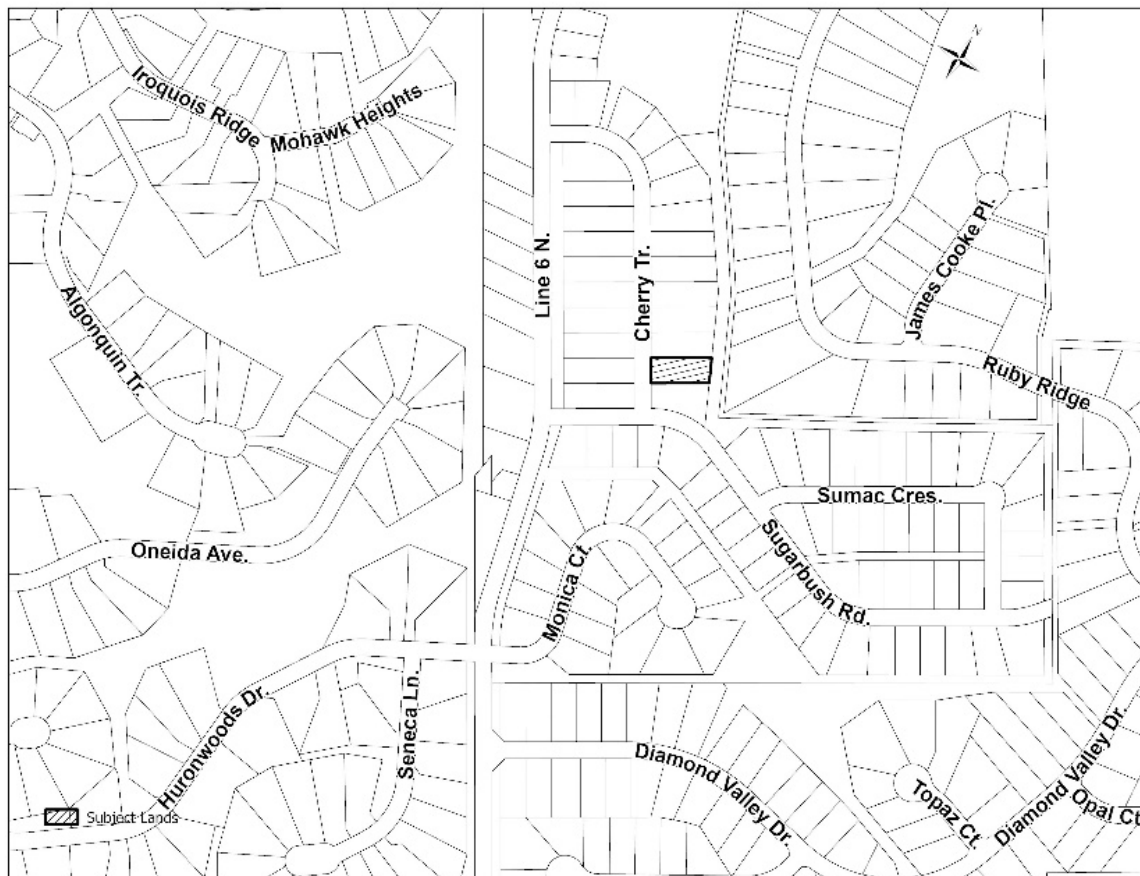 N
Iroquois Ridge
Mohawk Heights
Line 6 N.
Cherry Tr.
James Cooke Pl.
Algonquin Tr.
Ruby Ridge
Sumac Cres.
Oneida Ave.
Sugarbush Rd.
Monica Ct.
Huronwoods Dr.
Seneca Ln.
Diamond Valley Dr.
Diamond Valley Dr.
Topaz Ct.
Opal Ct.
Subject Lands